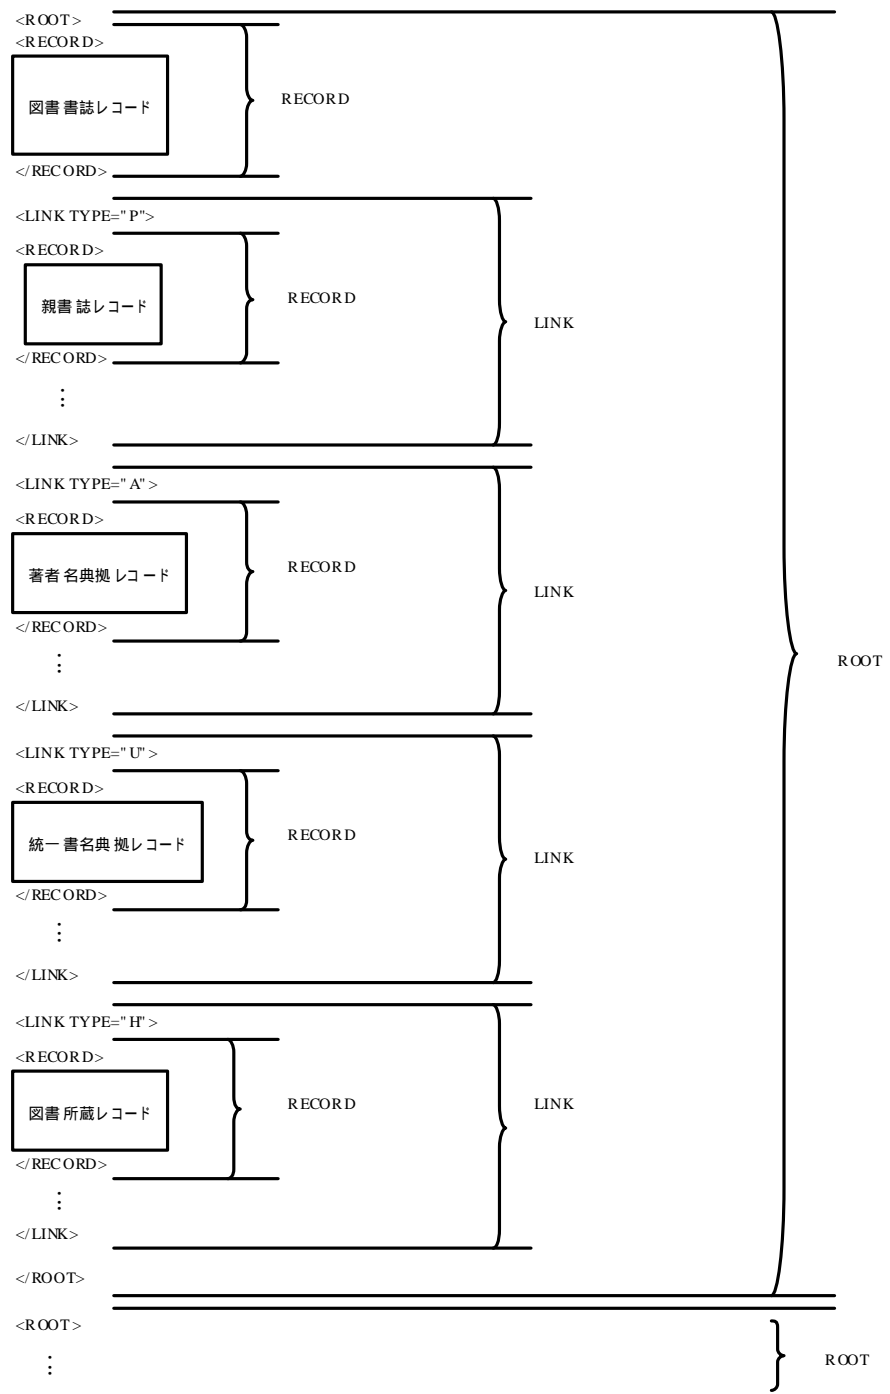 <ROOT>
<RECORD>
図書書誌レコード
RECORD
</RECORD>
<LINK TYPE="P">
<RECORD>
親書誌レコード
RECORD
LINK
</RECORD>
⋮
</LINK>
<LINK TYPE="A">
<RECORD>
著者名典拠レコード
RECORD
LINK
</RECORD>
⋮
ROOT
</LINK>
<LINK TYPE="U">
<RECORD>
統一書名典拠レコード
RECORD
LINK
</RECORD>
⋮
</LINK>
<LINK TYPE="H">
<RECORD>
図書所蔵レコード
RECORD
LINK
</RECORD>
⋮
</LINK>
</ROOT>
<ROOT>
⋮
ROOT